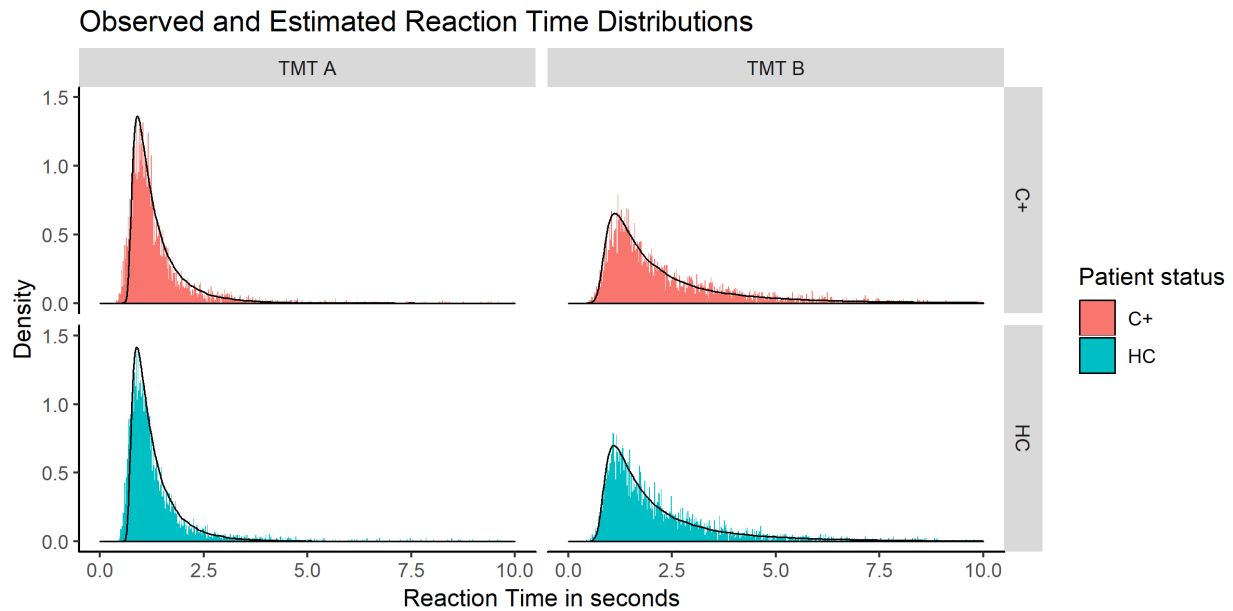 Observed and Estimated Reaction Time Distributions
TMT A
TMT B
1.5
1.0
0.5
0.0
C+
1.5
1.0
0.5
0.0
HC
Density
0.0 2.5 5.0 7.5 10.0
0.0 2.5 5.0 7.5 10.0
Reaction Time in seconds
Patient status
C+
HC